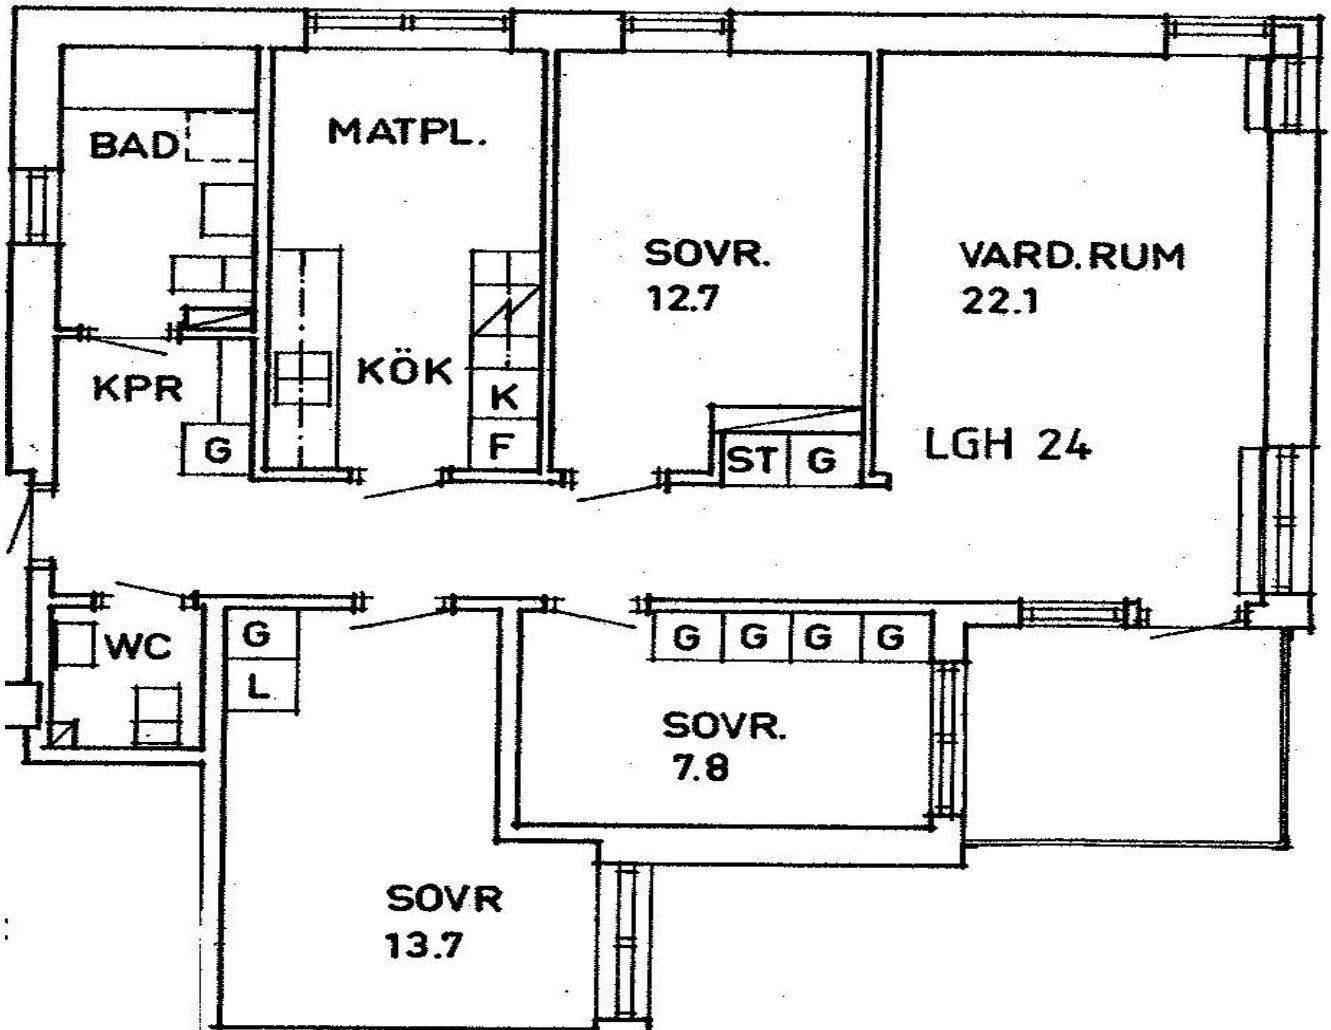 BAD
MATPL.
SOVR.
12.7
VARD.RUM
22.1
KPR
KÖK
K
F
G
ST G
LGH 24
WC
G
L
G G G G
SOVR.
7.8
SOVR
13.7